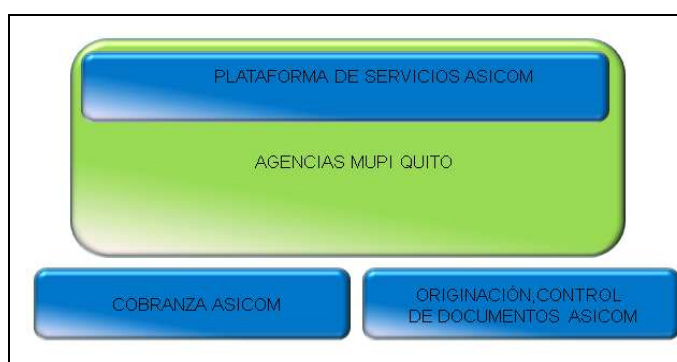 PLATAFORMA DE SERVICIOS ASICOM
AGENCIAS MUPI QUITO
COBRANZA ASICOM
ORIGINACIÓN,CONTROL
DE DOCUMENTOS ASICOM